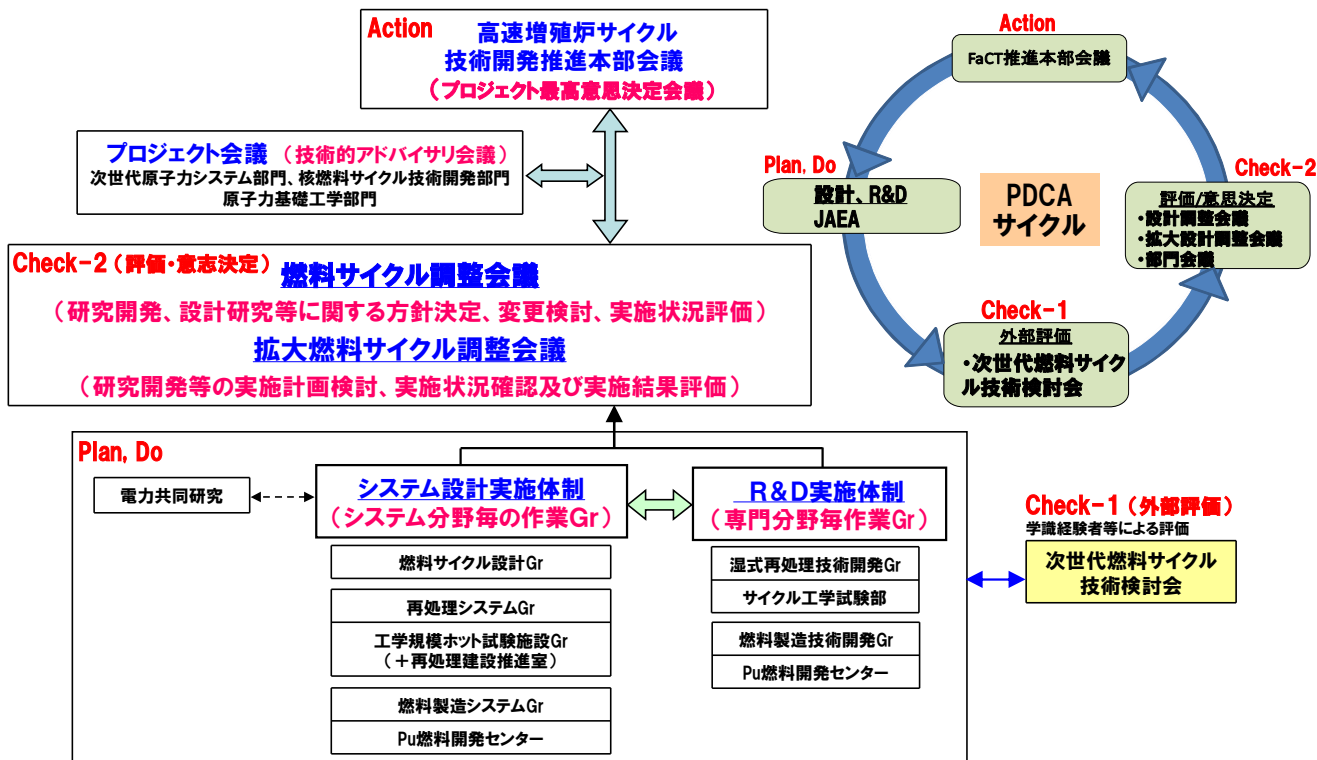 Action
高速増殖炉サイクル
技術開発推進本部会議
（プロジェクト最高意思決定会議）
プロジェクト会議 （技術的アドバイサリ会議）
次世代原子力システム部門、核燃料サイクル技術開発部門
原子力基礎工学部門
Check-2（評価・意志決定）
燃料サイクル調整会議
（研究開発、設計研究等に関する方針決定、変更検討、実施状況評価）
拡大燃料サイクル調整会議
（研究開発等の実施計画検討、実施状況確認及び実施結果評価）
Plan, Do
電力共同研究
システム設計実施体制
（システム分野毎の作業Gr）
R＆D実施体制
（専門分野毎作業Gr）
燃料サイクル設計Gr
再処理システムGr
工学規模ホット試験施設Gr
（＋再処理建設推進室）
燃料製造システムGr
Pu燃料開発センター
湿式再処理技術開発Gr
サイクル工学試験部
燃料製造技術開発Gr
Pu燃料開発センター
Check-1（外部評価）
学識経験者等による評価
次世代燃料サイクル
技術検討会
Action
FaCT推進本部会議
Plan, Do
設計、R&D
JAEA
PDCA
サイクル
Check-2
評価/意思決定
・設計調整会議
・拡大設計調整会議
・部門会議
Check-1
外部評価
・次世代燃料サイク
ル技術検討会